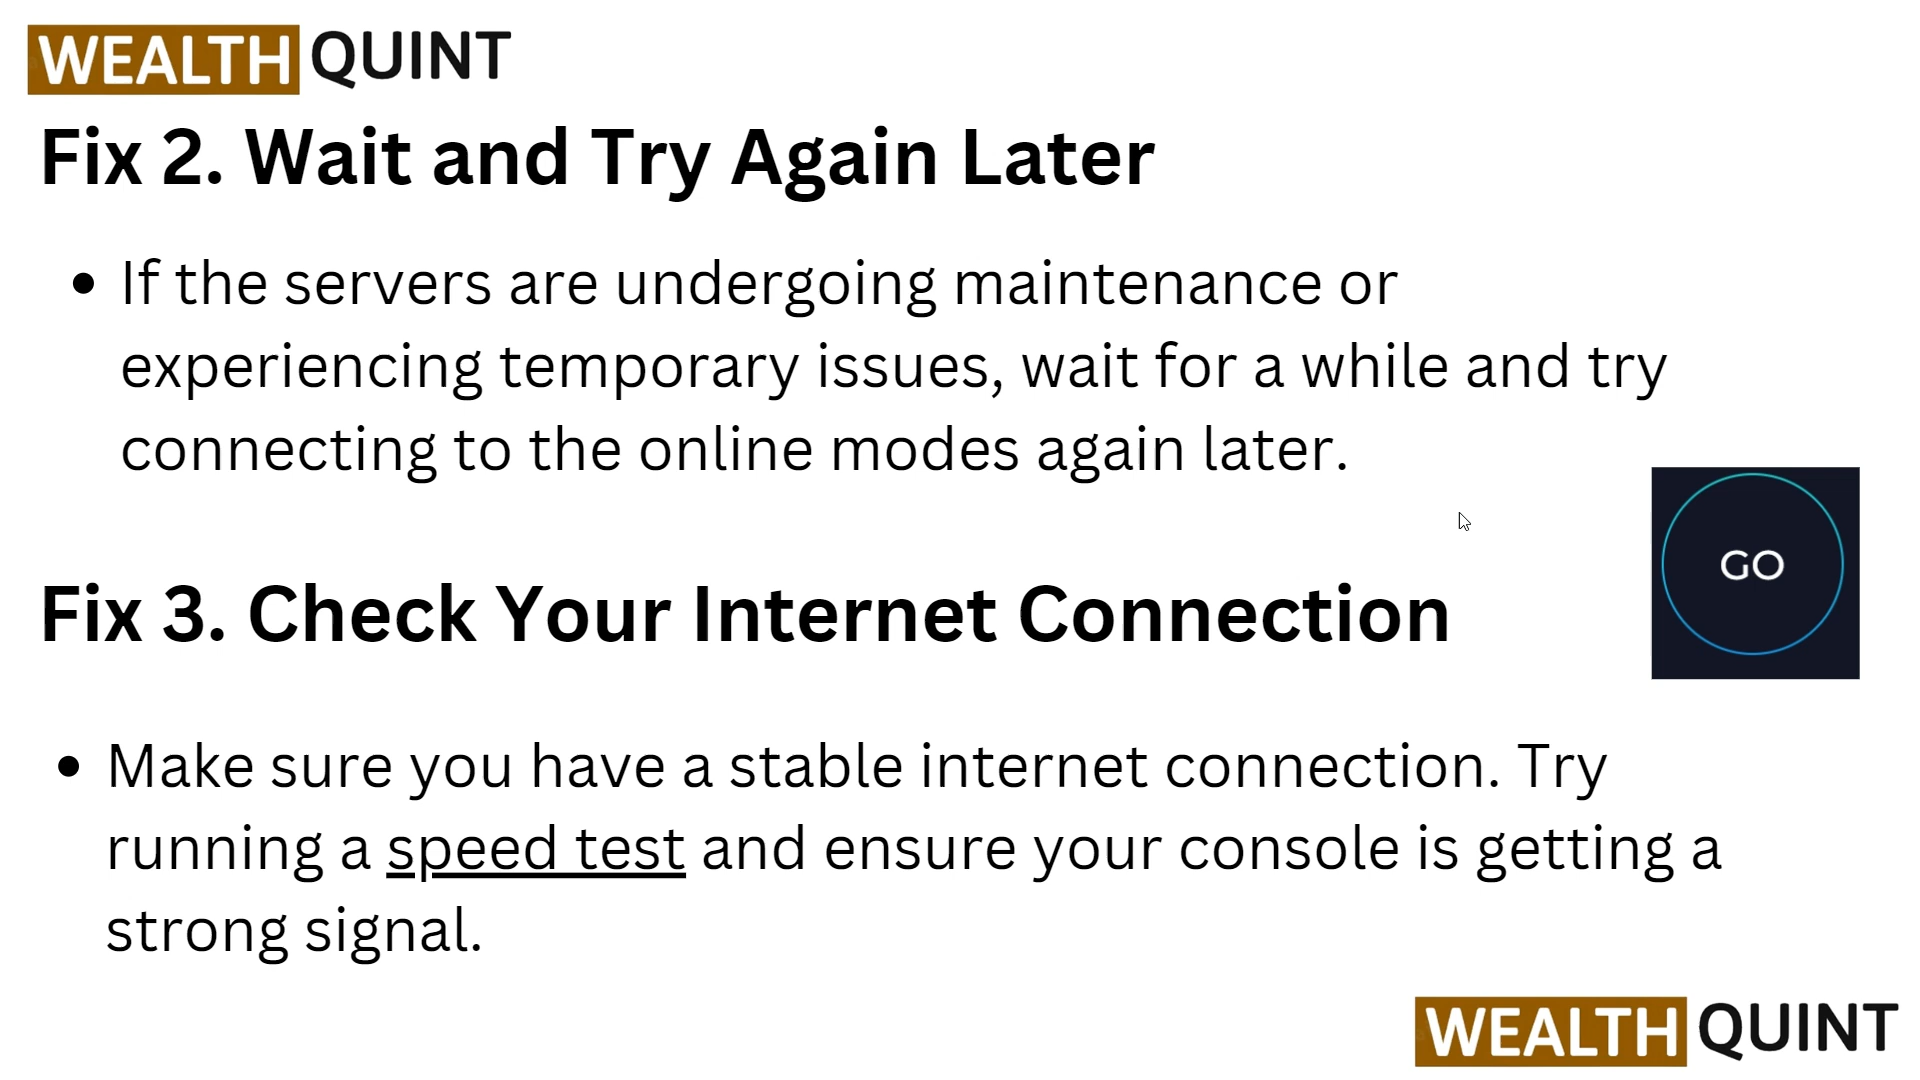 WEALTH QUINT
Fix 2. Wait and Try Again Later
• If the servers are undergoing maintenance or
experiencing temporary issues, wait for a while and try
connecting to the online modes again later.
GO
Fix 3. Check Your Internet Connection
• Make sure you have a stable internet connection. Try
running a speed test and ensure your console is getting a
strong signal.
WEALTH QUINT